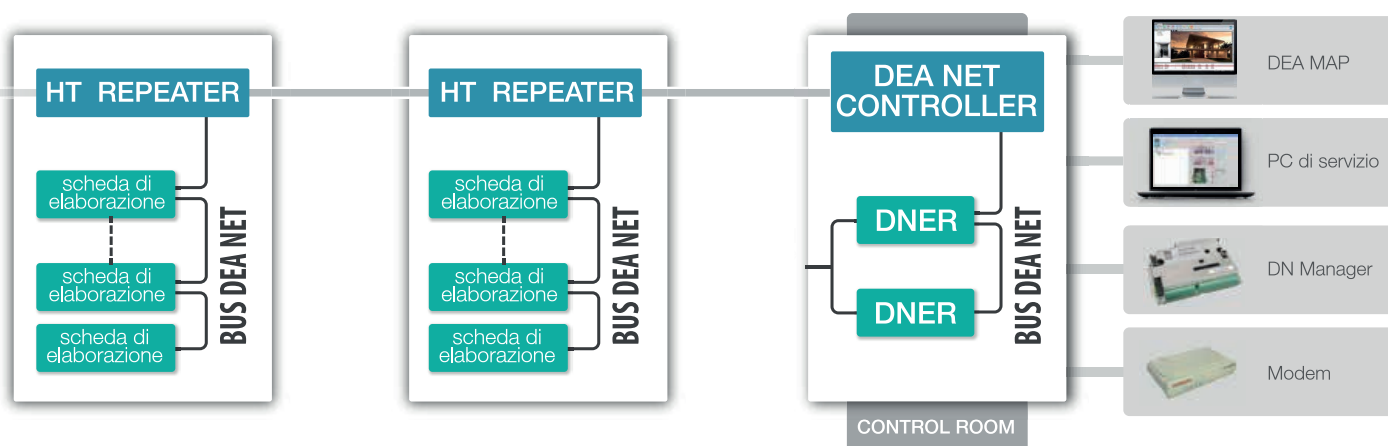 HT REPEATER
scheda di
elaborazione
scheda di
elaborazione
scheda di
elaborazione
BUS DEA NET
HT REPEATER
scheda di
elaborazione
scheda di
elaborazione
scheda di
elaborazione
BUS DEA NET
DEA NET
CONTROLLER
DNER
DNER
BUS DEA NET
CONTROL ROOM
DEA MAP
PC di servizio
DN Manager
Modem